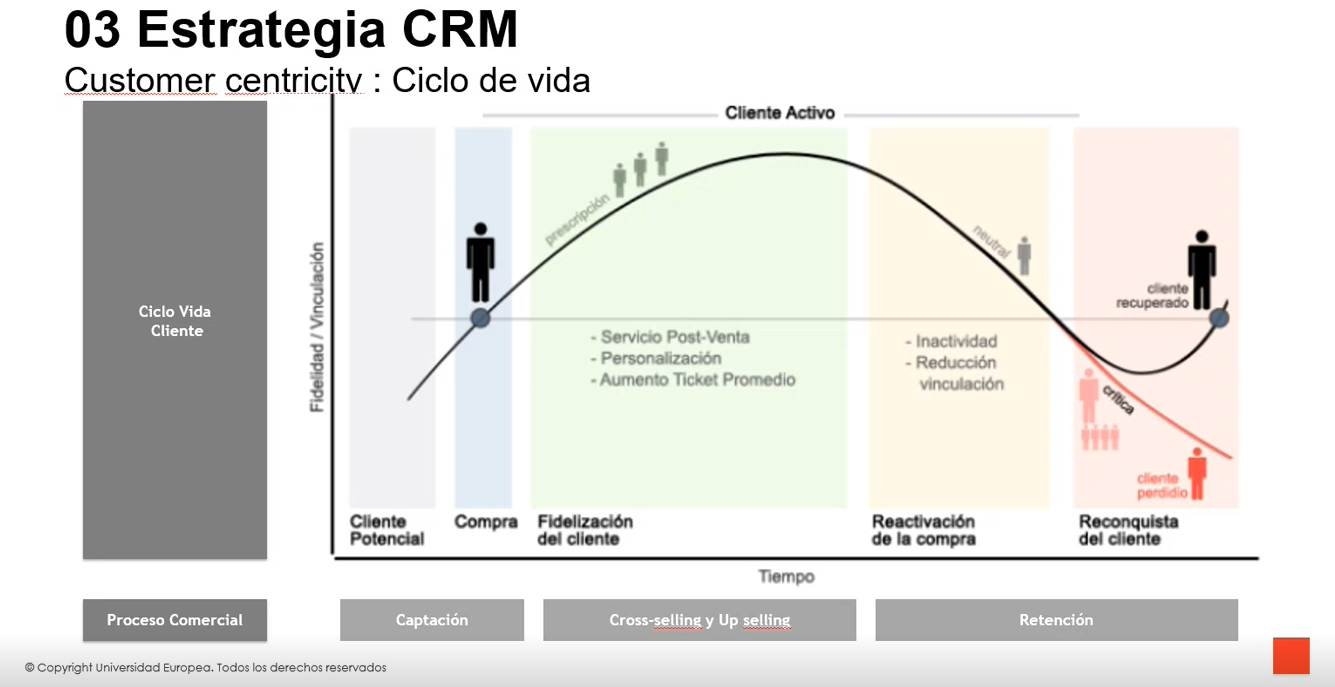 03 Estrategia CRM
Customer centricity : Ciclo de vida
Ciclo Vida
Cliente
Fidelidad / Vinculación
Cliente Activo
prescripción
neutral
cliente
recuperado
- Servicio Post-Venta
- Personalización
- Aumento Ticket Promedio
- Inactividad
- Reducción
vinculación
crítica
cliente
perdidio
Cliente
Potencial
Compra
Fidelización
del cliente
Reactivación
de la compra
Reconquista
del cliente
Tiempo
Proceso Comercial
Captación
Cross-selling y Up selling
Retención
© Copyright Universidad Europea. Todos los derechos reservados